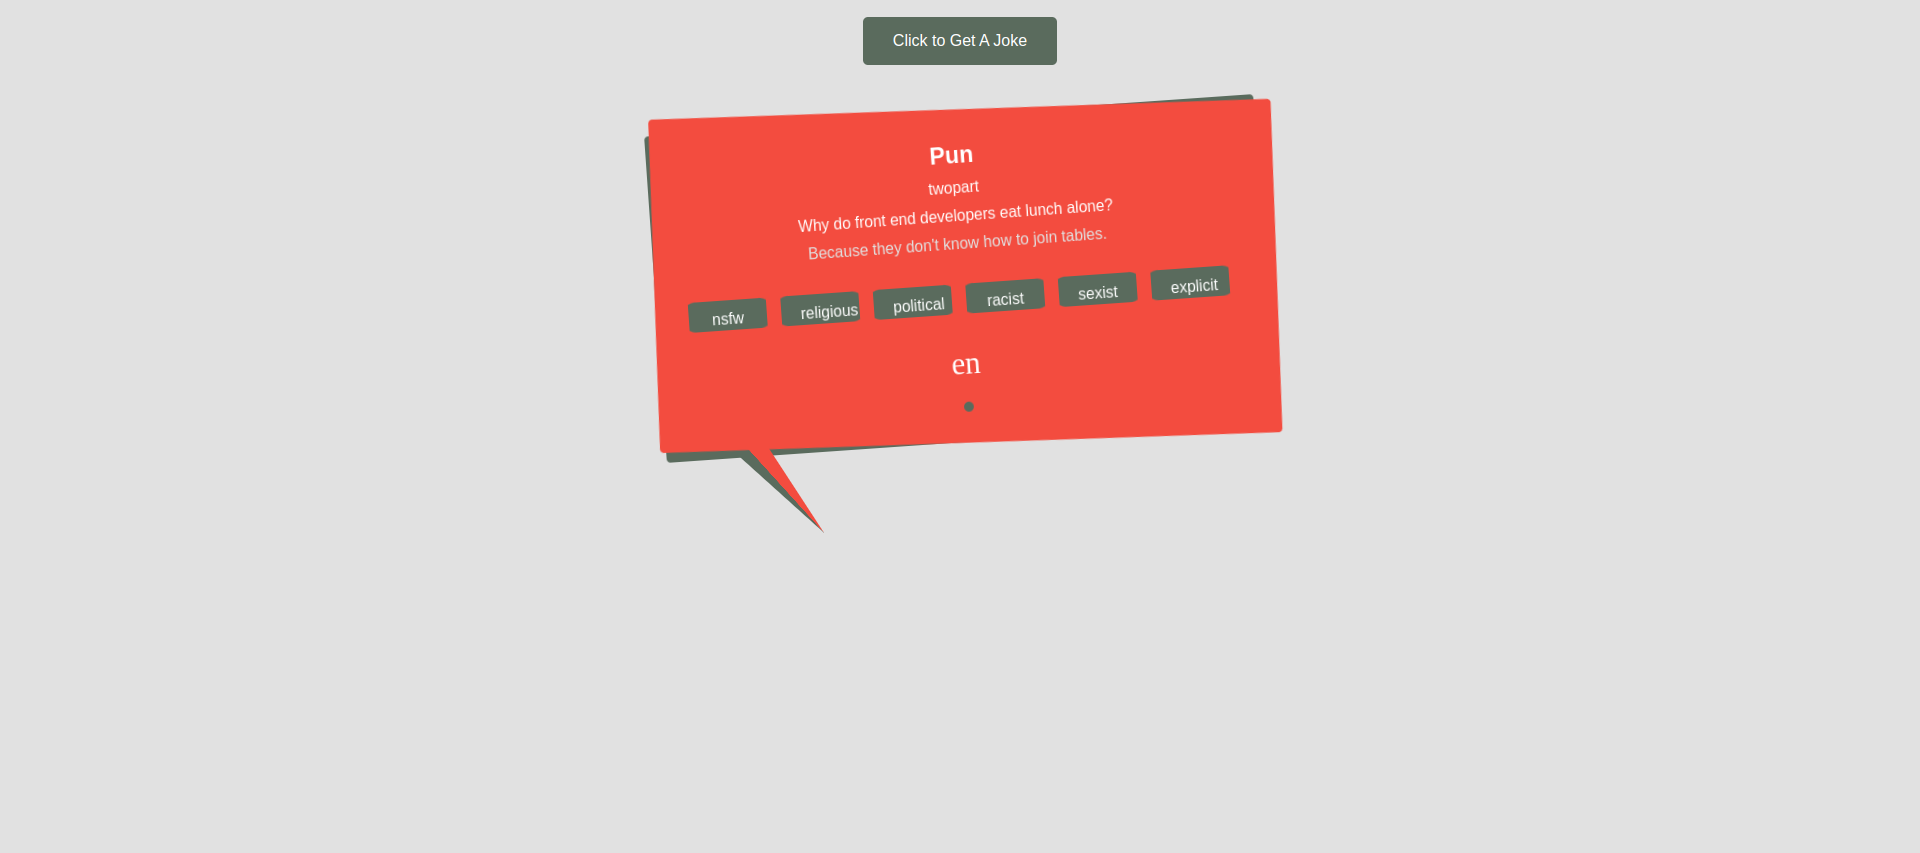 Click to Get A Joke
Pun
twopart
Why do front end developers eat lunch alone?
Because they don't know how to join tables.
nsfw religious political racist sexist explicit
en